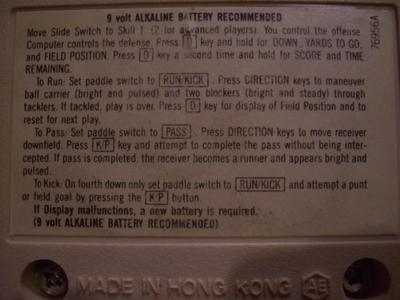 9 volt ALKALINE BATTERY RECOMMENDED
Move Slide Switch to Skill 1. (2 for advanced players). You control the offense.
Computer controls the defense. Press D key and hold for DOWN, YARDS TO GO,
and FIELD POSITION. Press D key a second time and hold for SCORE and TIME
REMAINING.
To Run: Set paddle switch to RUN/KICK. Press DIRECTION keys to maneuver
ball carrier (bright and pulsed) and two blockers (bright and steady) through
tacklers. If tackled, play is over. Press D key for display of Field Position and to
reset for next play.
To Pass: Set paddle switch to PASS. Press DIRECTION keys to move receiver
downfield. Press K/P key and attempt to complete the pass without being inter-
cepted. If pass is completed, the receiver becomes a runner and appears bright and
pulsed.
To Kick: On fourth down only set paddle switch to RUN/KICK and attempt a punt
or field goal by pressing the K/P button.
If Display malfunctions, a new battery is required.
(9 volt ALKALINE BATTERY RECOMMENDED)
76956A
MADE IN HONG KONG